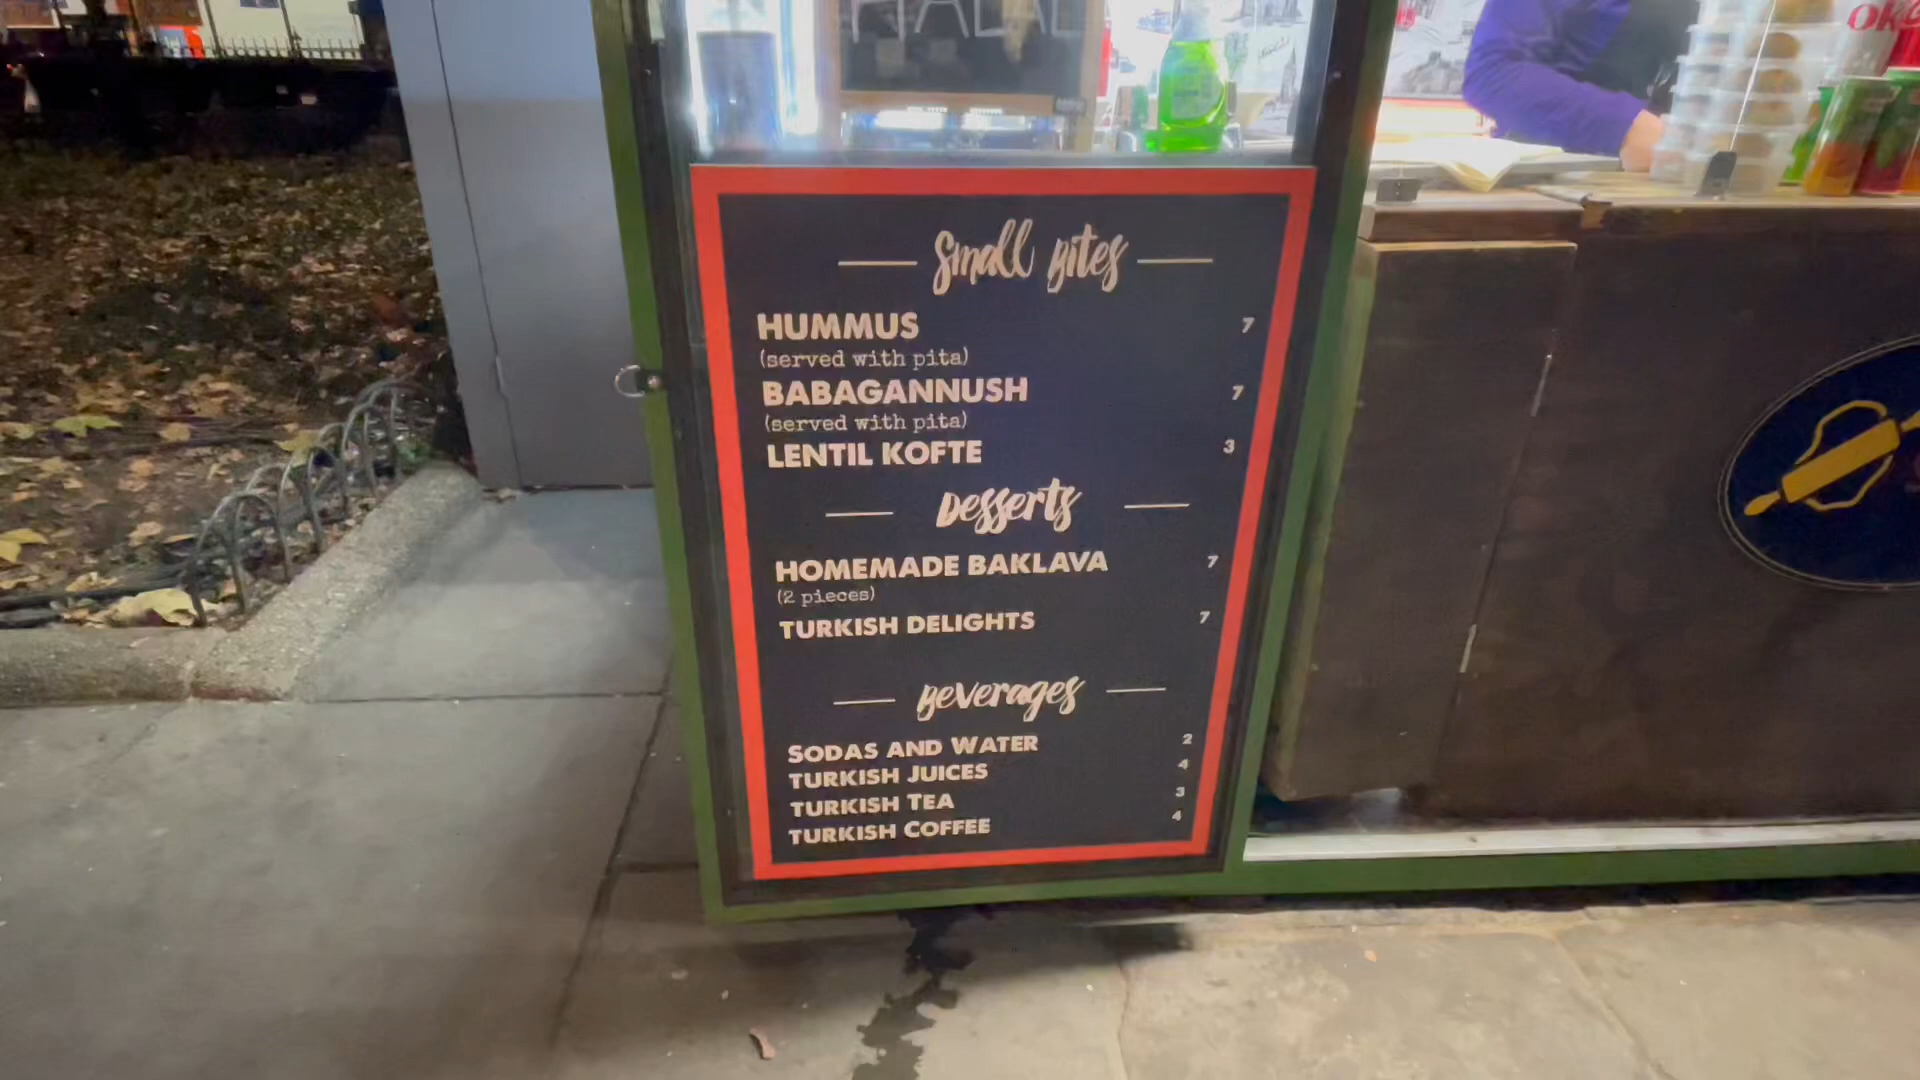 HALAL
Small Bites
HUMMUS 7
(served with pita)
BABAGANNUSH 7
(served with pita)
LENTIL KOFTE 3
Desserts
HOMEMADE BAKLAVA 7
(2 pieces)
TURKISH DELIGHTS 7
Beverages
SODAS AND WATER 2
TURKISH JUICES 4
TURKISH TEA 3
TURKISH COFFEE 4